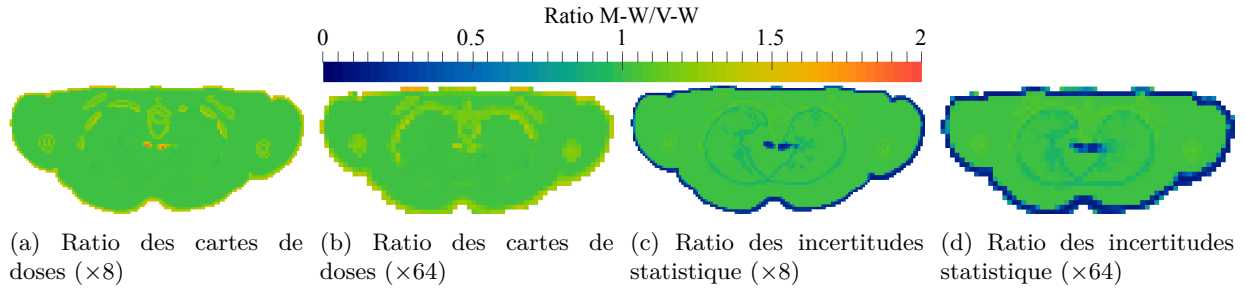 Ratio M-W/V-W
0 0.5 1 1.5 2
(a) Ratio des cartes de
doses (×8)
(b) Ratio des cartes de
doses (×64)
(c) Ratio des incertitudes
statistique (×8)
(d) Ratio des incertitudes
statistique (×64)